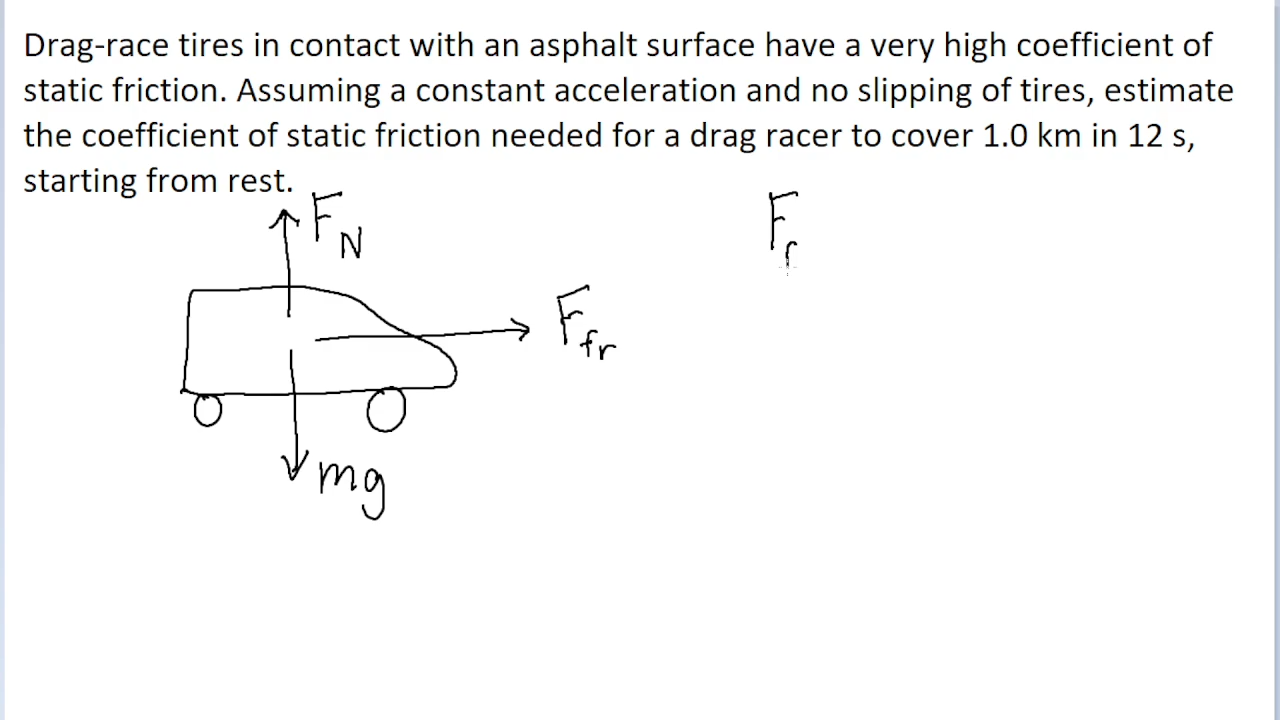 Drag-race tires in contact with an asphalt surface have a very high coefficient of
static friction. Assuming a constant acceleration and no slipping of tires, estimate
the coefficient of static friction needed for a drag racer to cover 1.0 km in 12 s,
starting from rest.
F_N
F_r
F_fr
mg